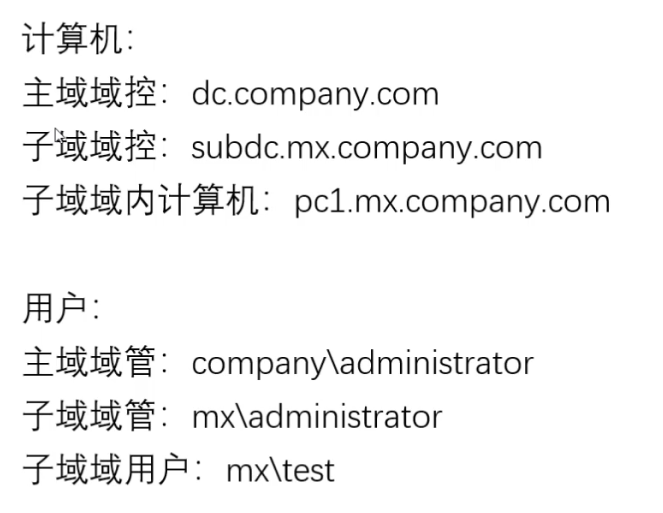 计算机：
主域域控：dc.company.com
子域域控：subdc.mx.company.com
子域域内计算机：pc1.mx.company.com
用户：
主域域管：company\administrator
子域域管：mx\administrator
子域域用户：mx\test